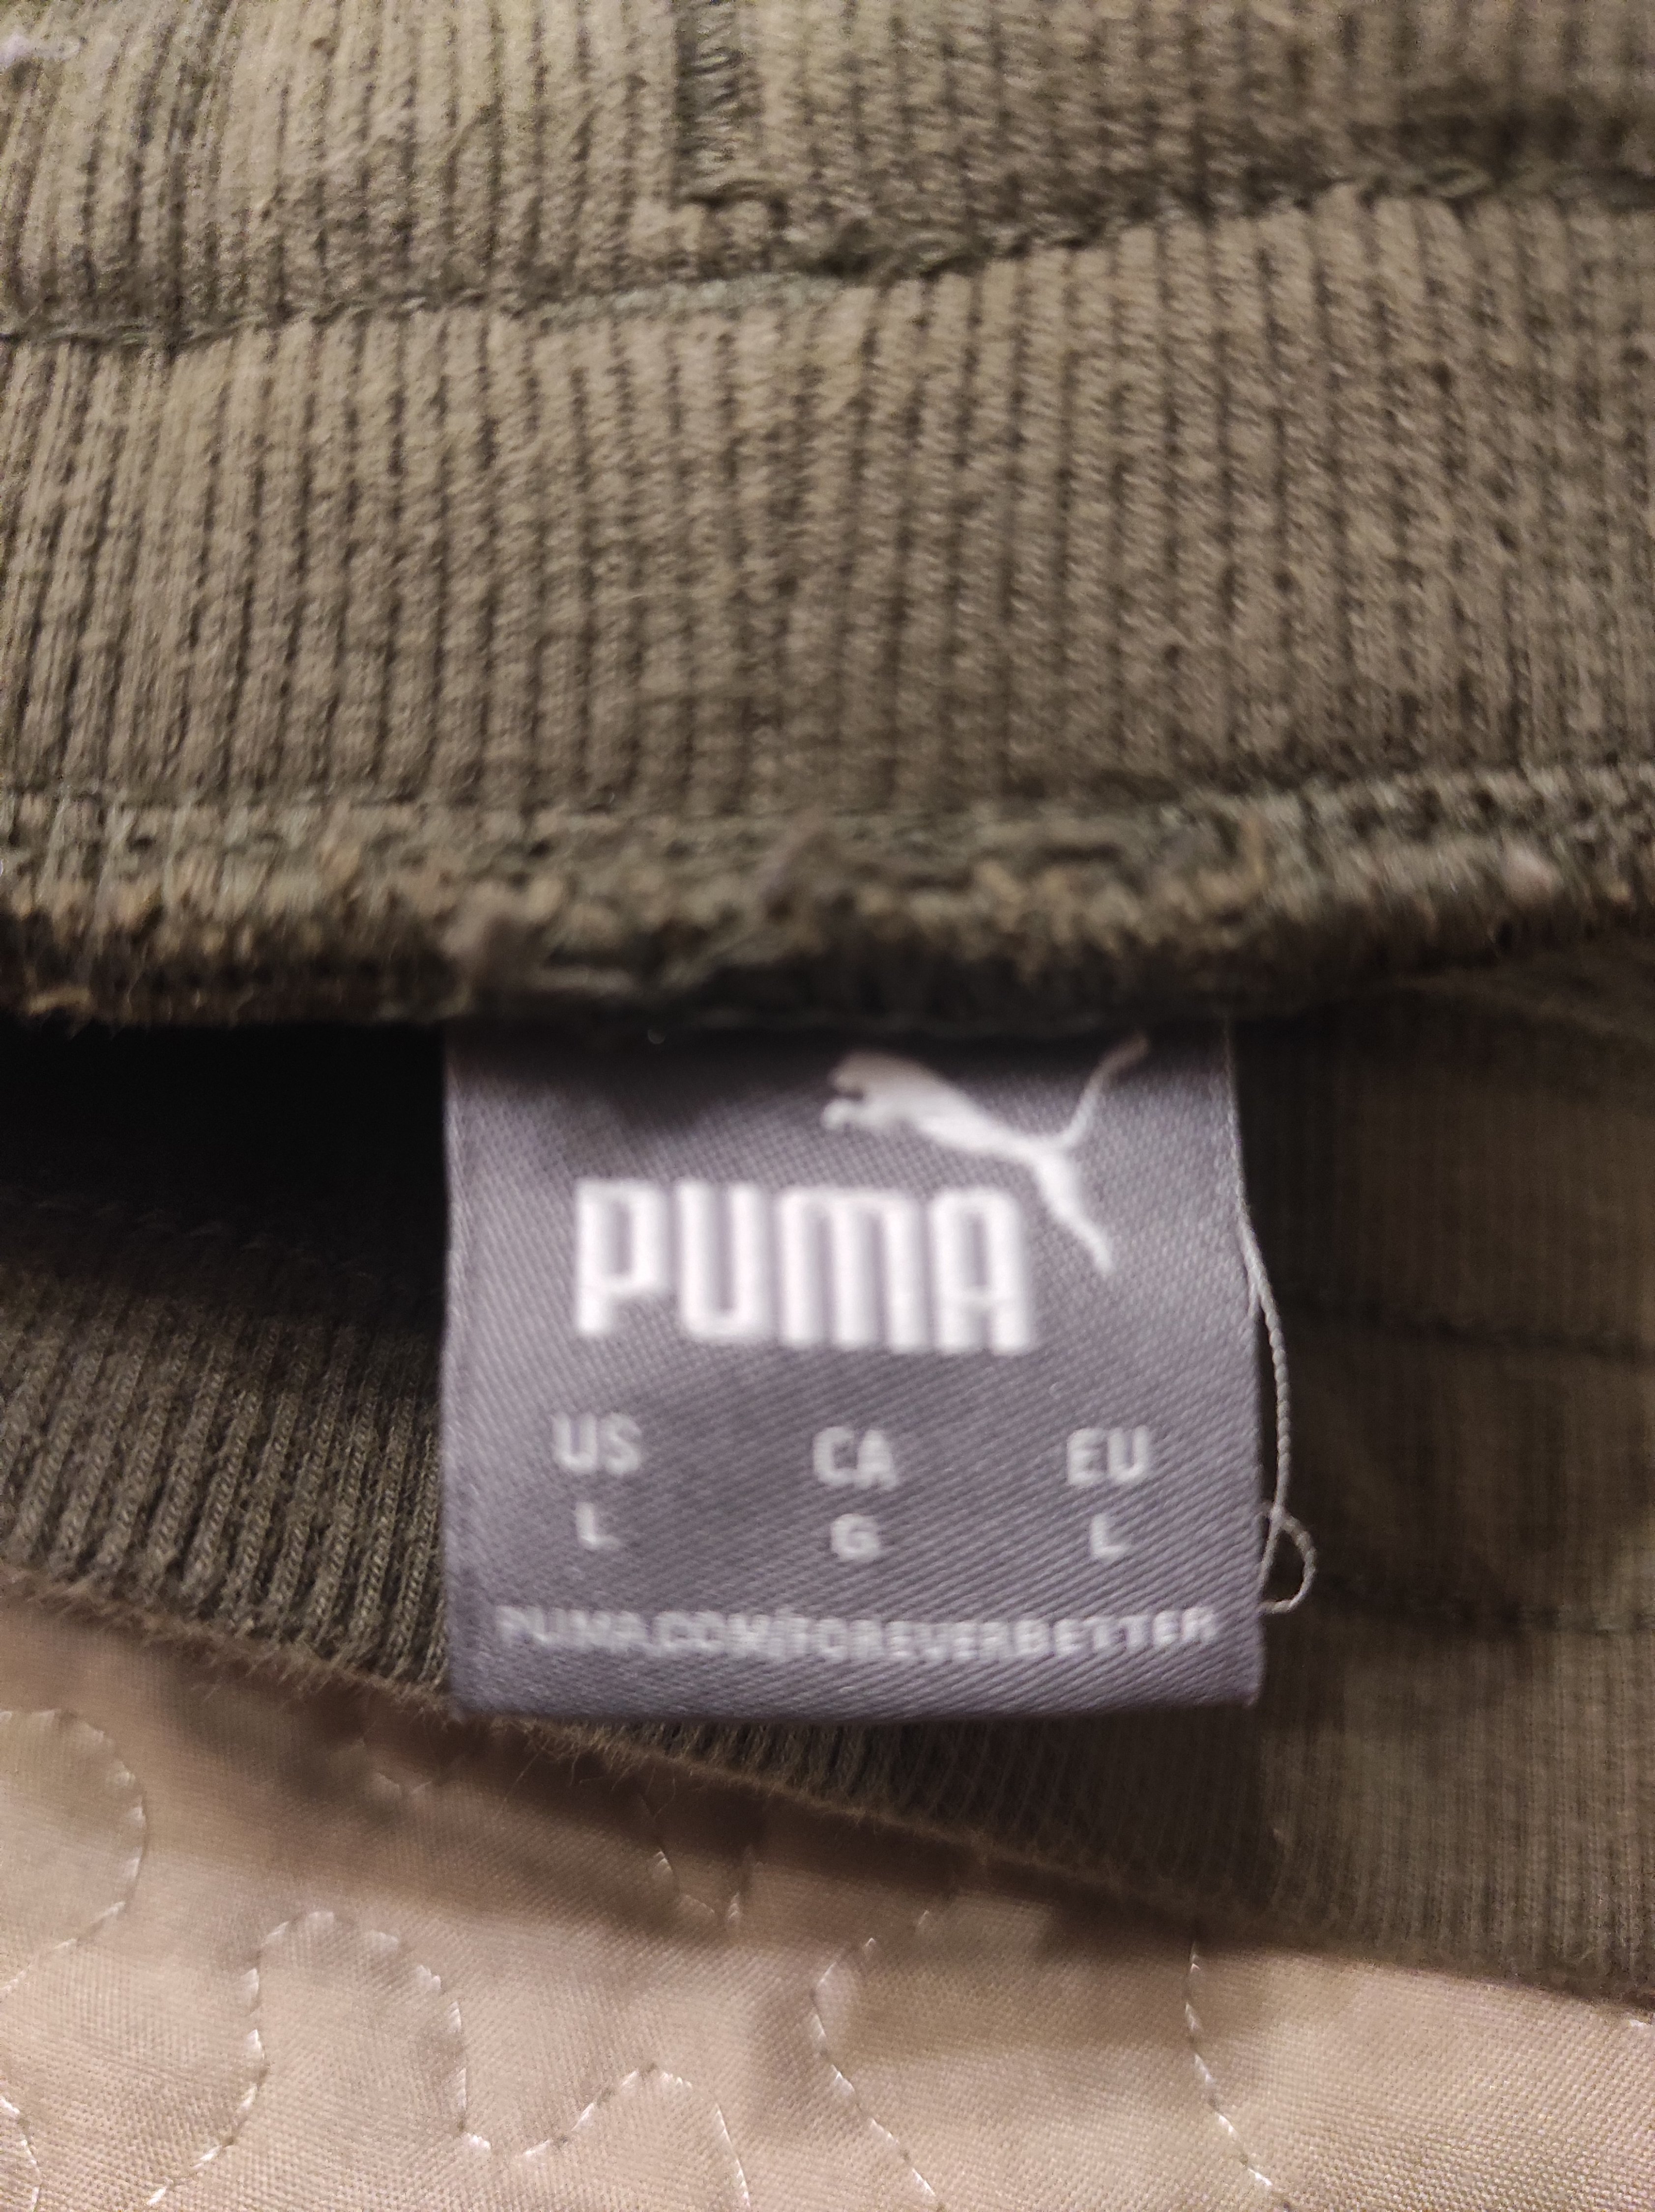 PUMA
US CA EU
L G L
PUMA.COM/FOREVERBETTER